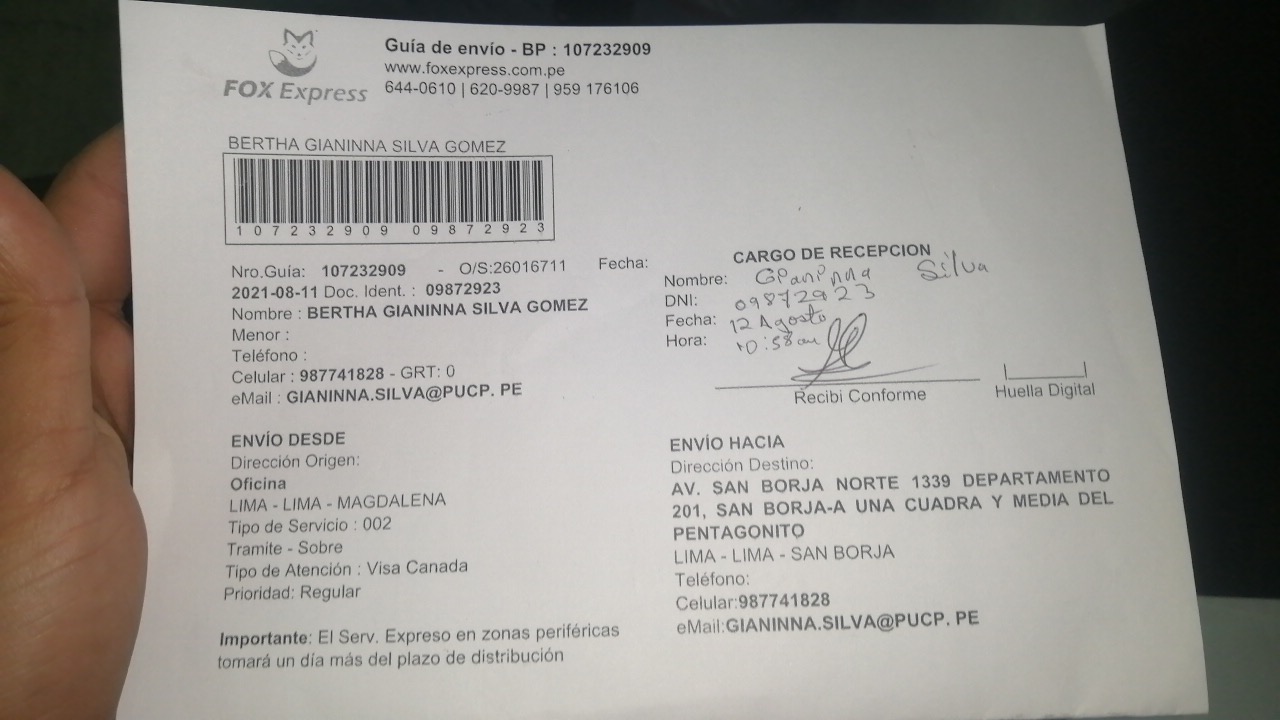 FOX Express
Guía de envío - BP : 107232909
www.foxexpress.com.pe
644-0610 | 620-9987 | 959 176106
BERTHA GIANINNA SILVA GOMEZ
107232909 09872923
Nro.Guía: 107232909 - O/S:26016711 Fecha:
2021-08-11 Doc. Ident. : 09872923
Nombre : BERTHA GIANINNA SILVA GOMEZ
Menor :
Teléfono :
Celular : 987741828 - GRT: 0
eMail : GIANINNA.SILVA@PUCP. PE
CARGO DE RECEPCION
Nombre: Gianinna Silva
DNI: 09872923
Fecha: 12 Agosto
Hora: 10:58am
Recibi Conforme
Huella Digital
ENVÍO DESDE
Dirección Origen:
Oficina
LIMA - LIMA - MAGDALENA
Tipo de Servicio : 002
Tramite - Sobre
Tipo de Atención : Visa Canada
Prioridad: Regular
ENVÍO HACIA
Dirección Destino:
AV. SAN BORJA NORTE 1339 DEPARTAMENTO
201, SAN BORJA-A UNA CUADRA Y MEDIA DEL
PENTAGONITO
LIMA - LIMA - SAN BORJA
Teléfono:
Celular:987741828
eMail:GIANINNA.SILVA@PUCP. PE
Importante: El Serv. Expreso en zonas periféricas
tomará un día más del plazo de distribución